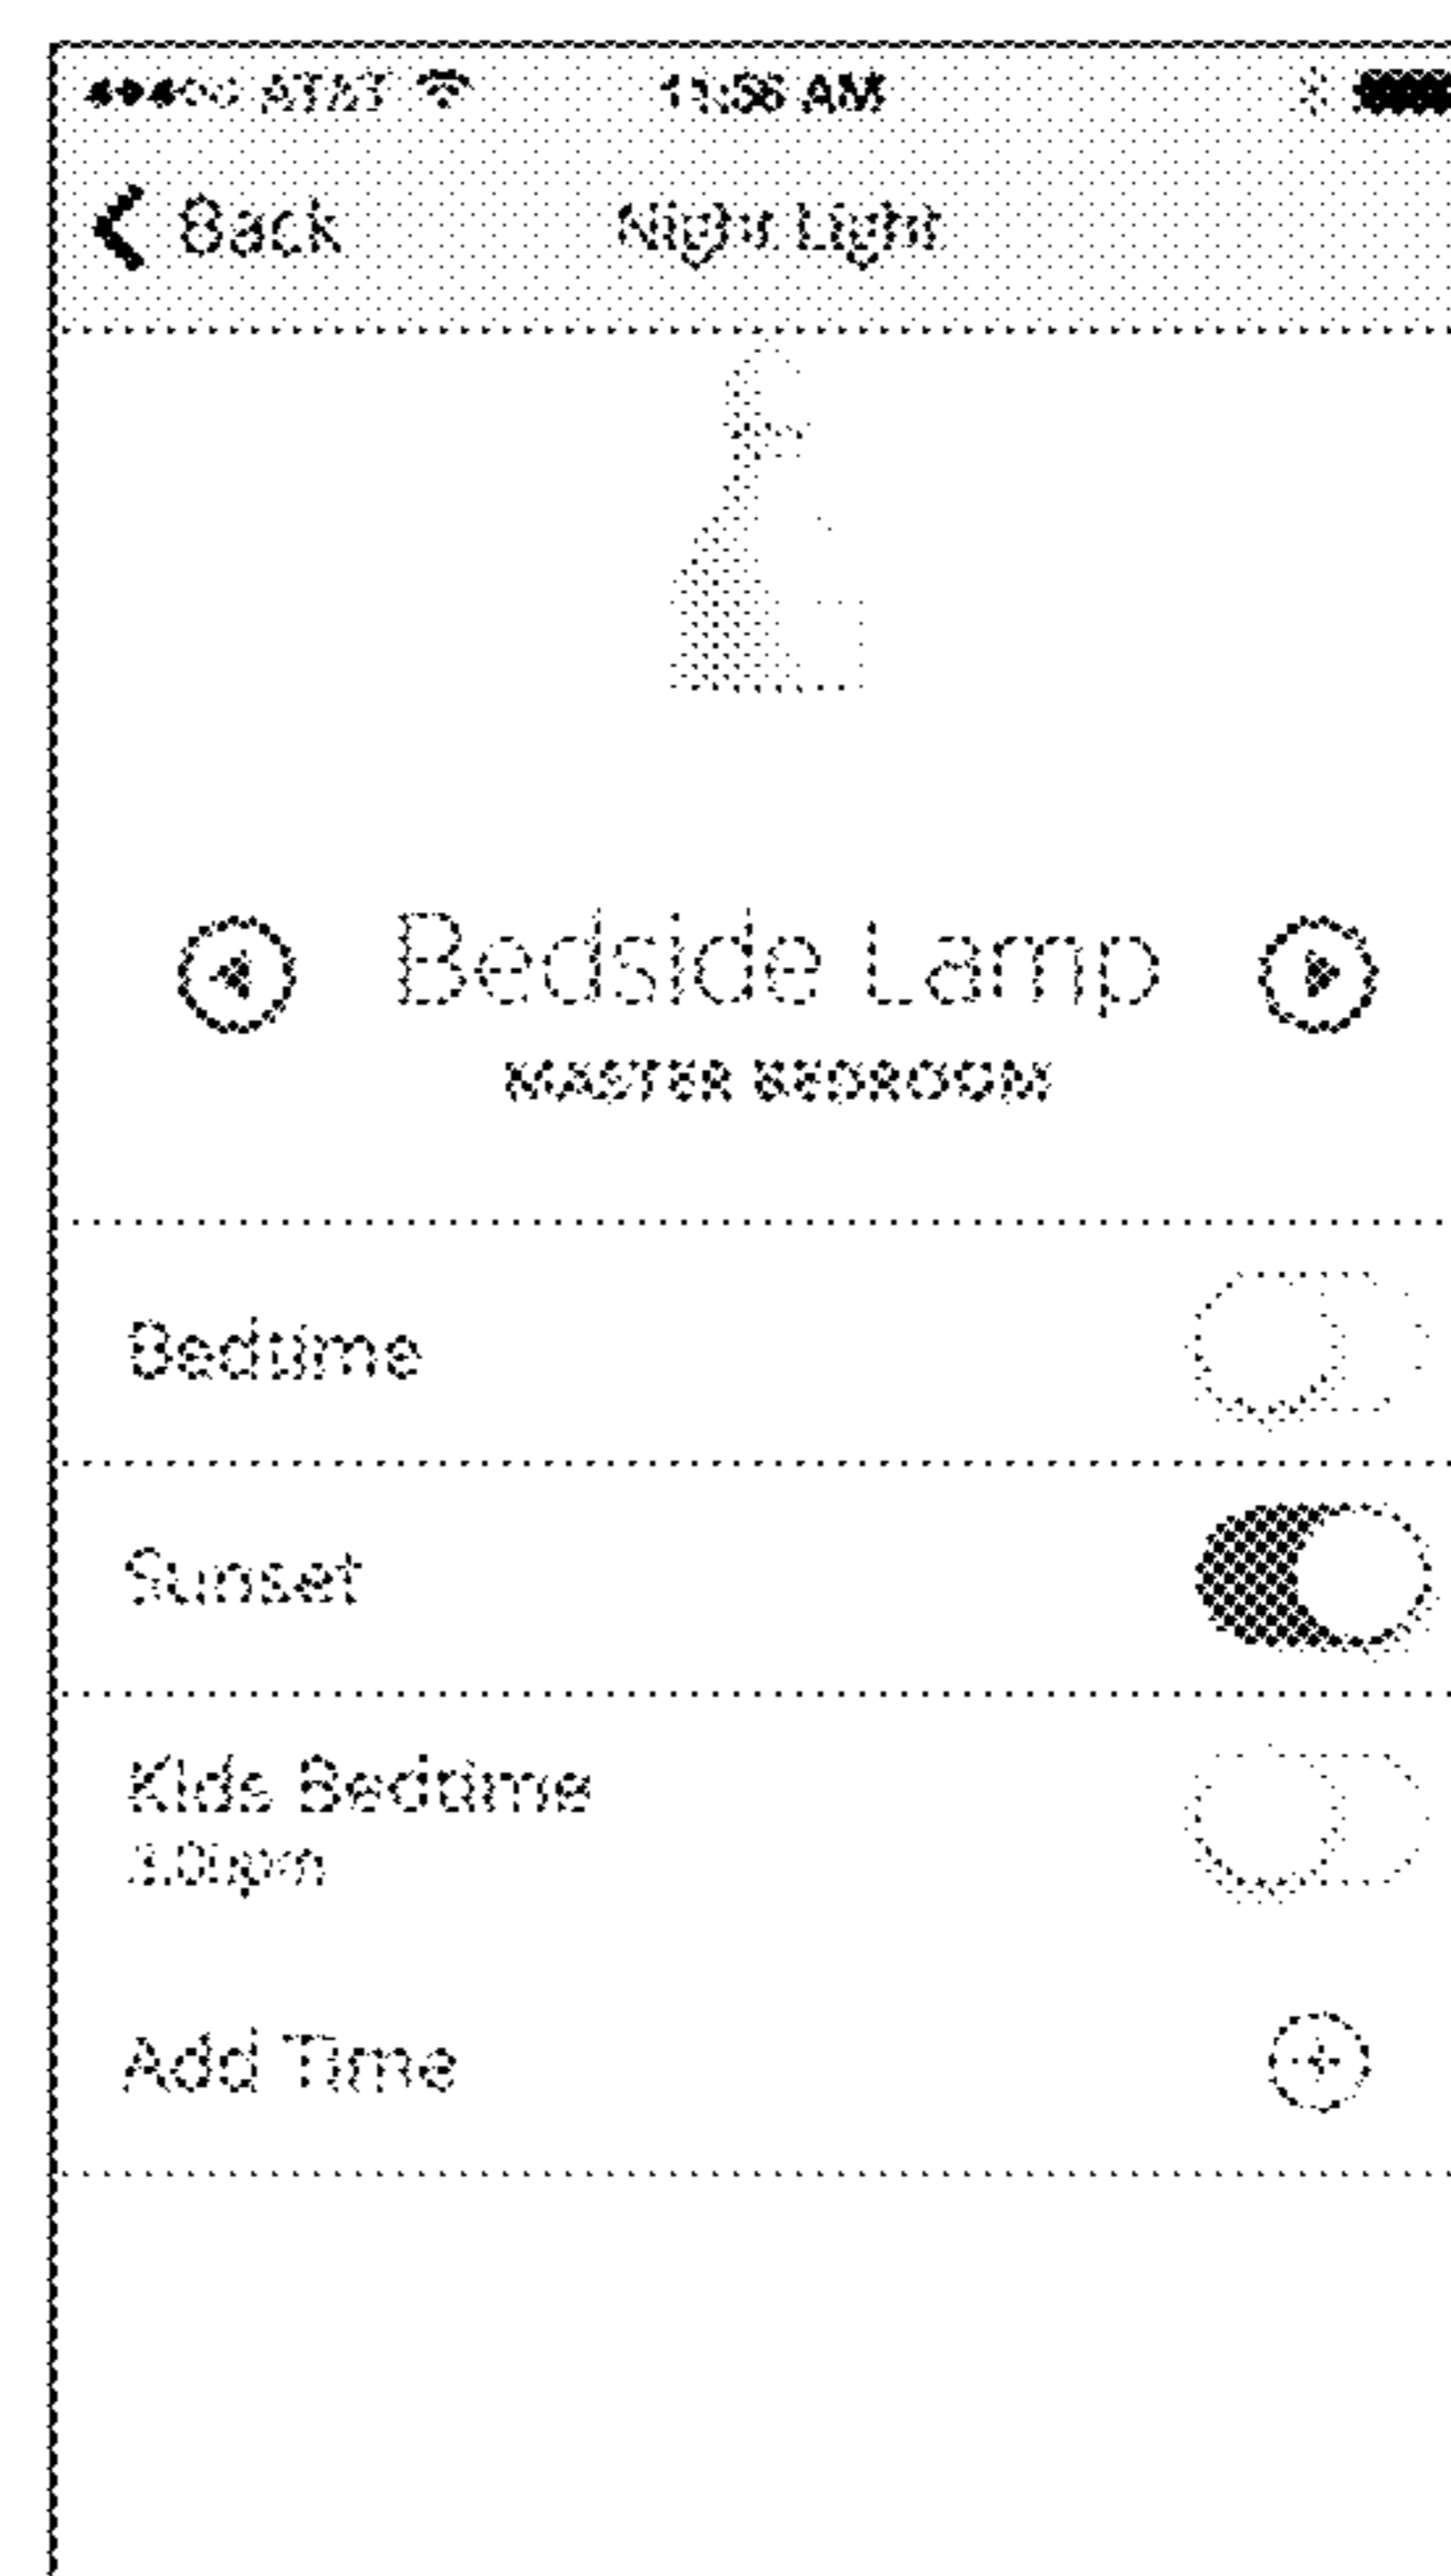 AT&T 11:56 AM
Back Night Light
Bedside Lamp
MASTER BEDROOM
Bedtime
Sunset
Kids Bedtime
Add Time